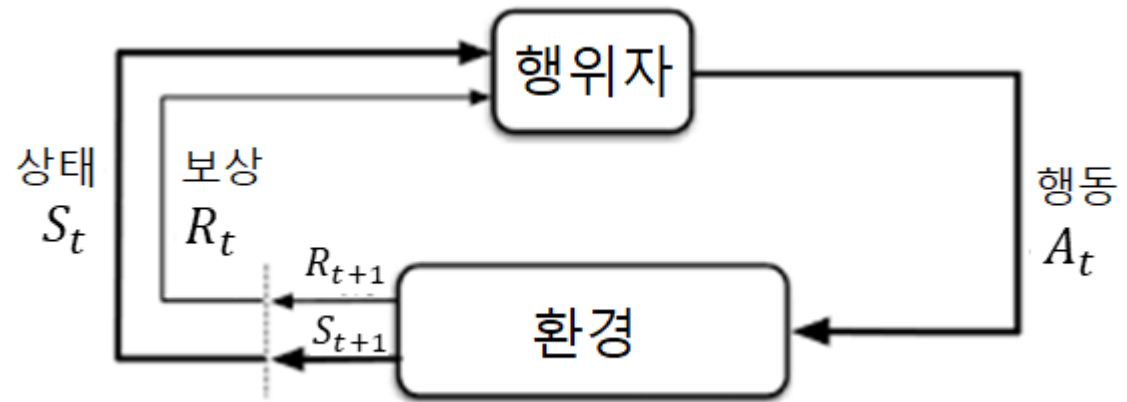 행위자
상태
S_t
보상
R_t
행동
A_t
R_{t+1}
S_{t+1}
환경